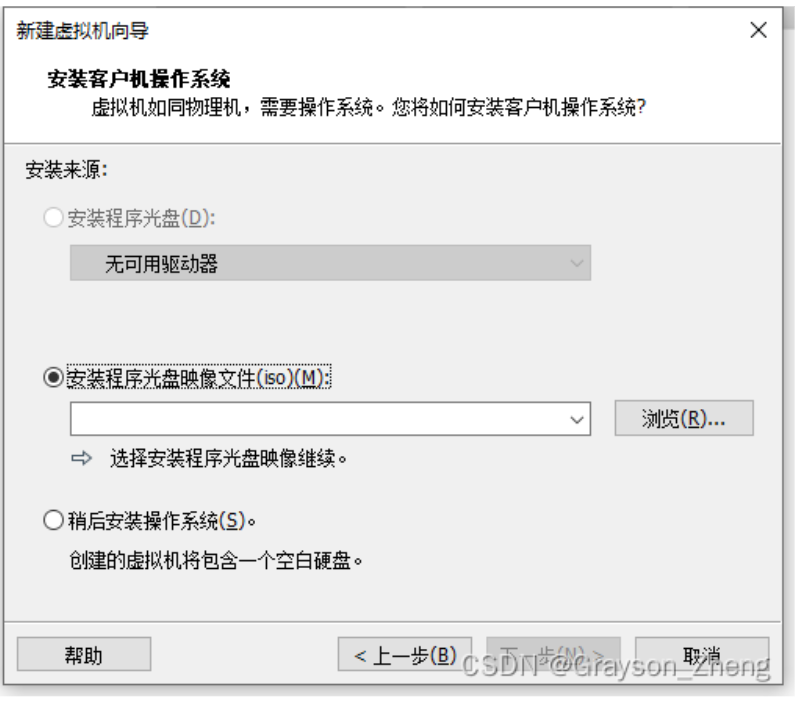 新建虚拟机向导
安装客户机操作系统
虚拟机如同物理机，需要操作系统。您将如何安装客户机操作系统?
安装来源:
安装程序光盘(D):
无可用驱动器
安装程序光盘映像文件(iso)(M):
浏览(R)...
选择安装程序光盘映像继续。
稍后安装操作系统(S)。
创建的虚拟机将包含一个空白硬盘。
帮助
< 上一步(B)
下一步(N) >
取消
CSDN @Grayson_Zheng